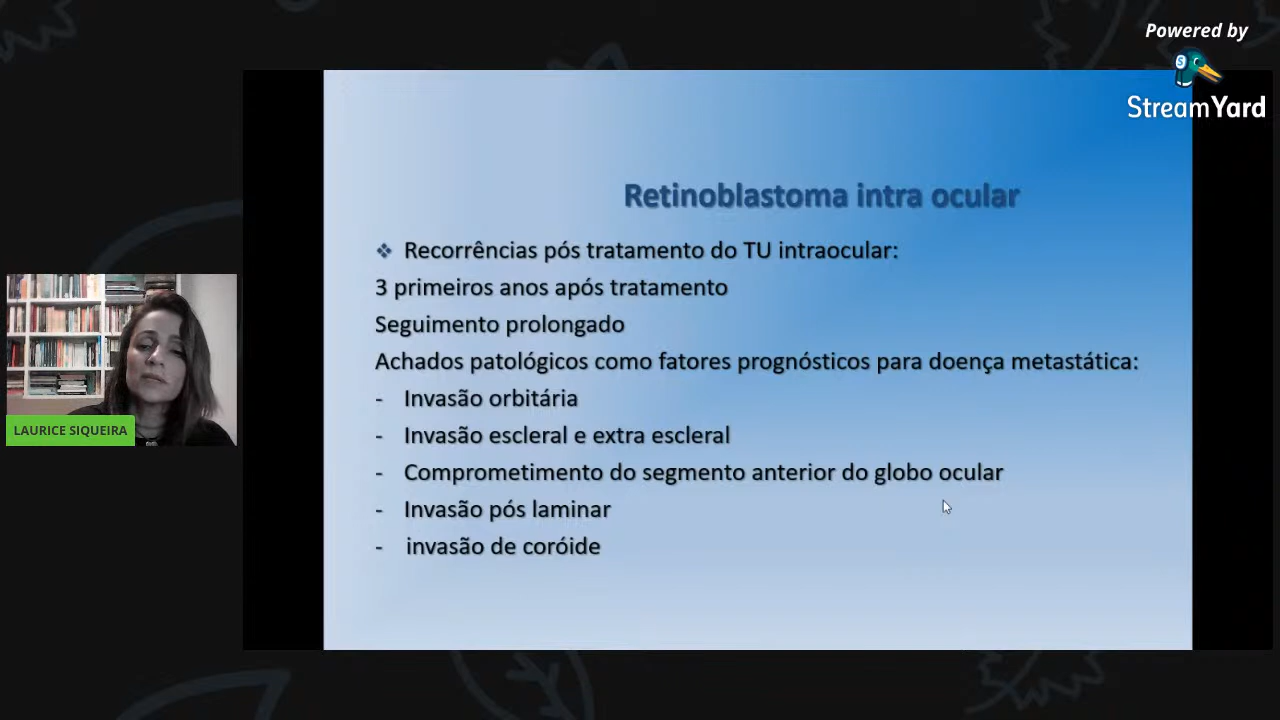 Powered by
StreamYard
Retinoblastoma intra ocular
❖ Recorrências pós tratamento do TU intraocular:
3 primeiros anos após tratamento
Seguimento prolongado
Achados patológicos como fatores prognósticos para doença metastática:
- Invasão orbitária
- Invasão escleral e extra escleral
- Comprometimento do segmento anterior do globo ocular
- Invasão pós laminar
- invasão de coróide
LAURICE SIQUEIRA